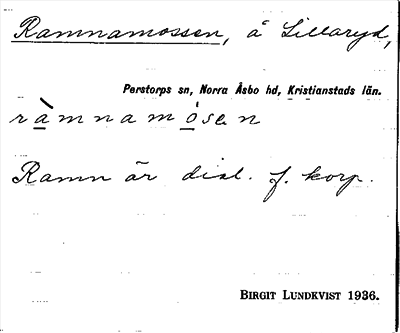 Ramnamossen, å Lillaryd,
Perstorps sn, Norra Åsbo hd, Kristianstads län.
ràmnamósen
Ramn är dial. f. korp.
BIRGIT LUNDKVIST 1936.